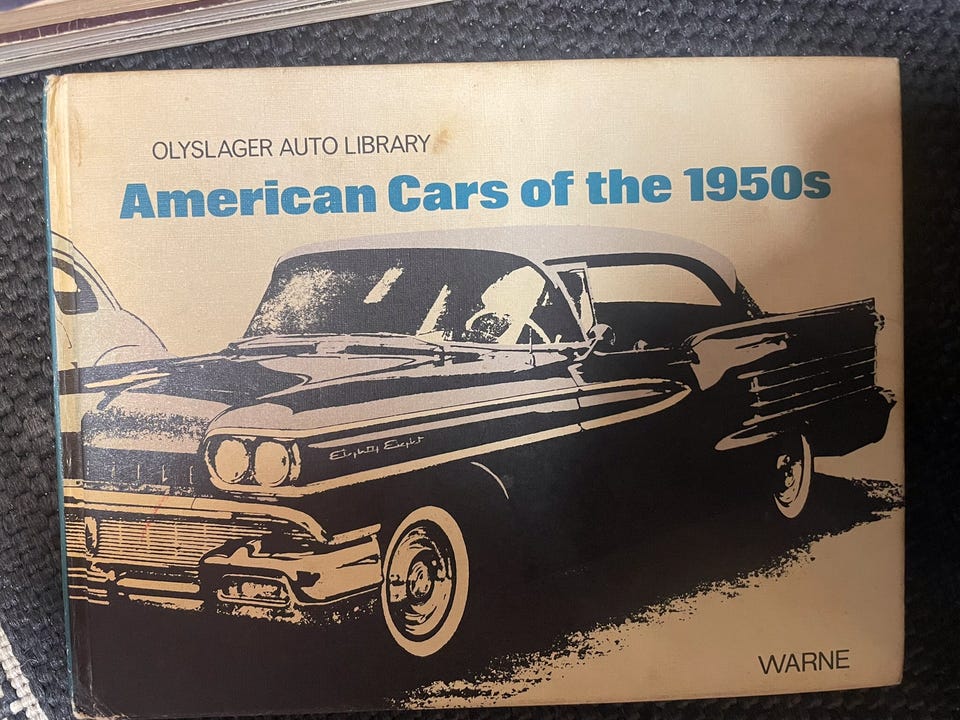 OLYSLAGER AUTO LIBRARY
American Cars of the 1950s
Eighty Eight
WARNE